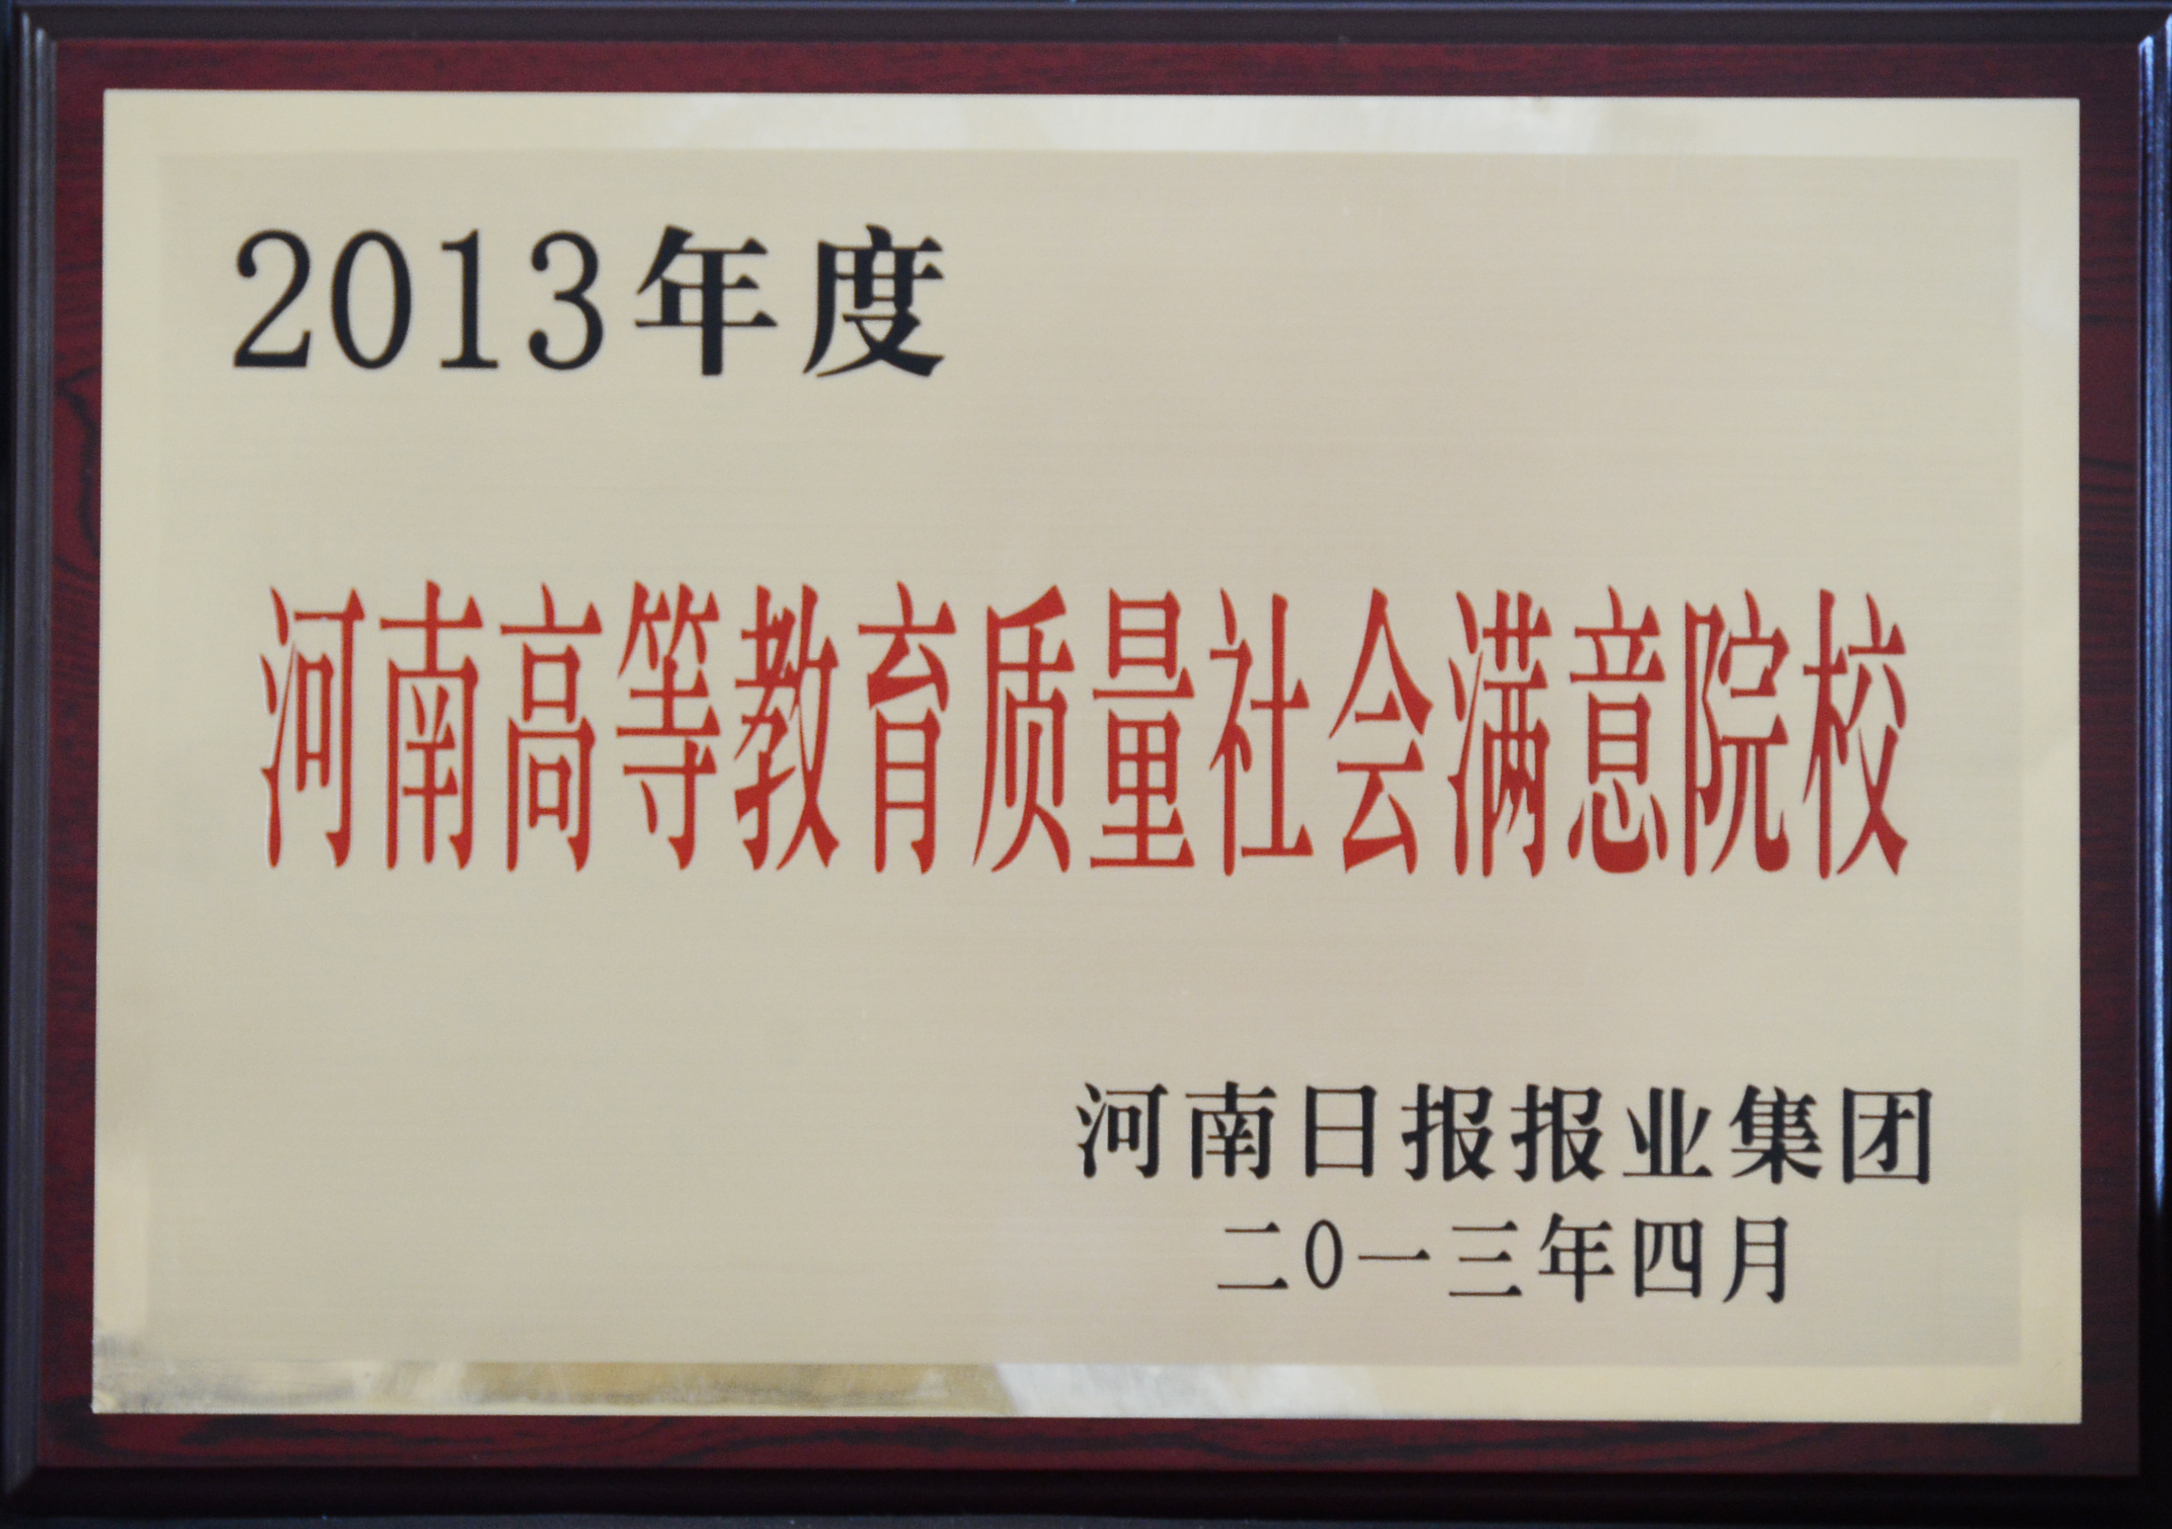 2013年度
河南高等教育质量社会满意院校
河南日报报业集团
二0一三年四月